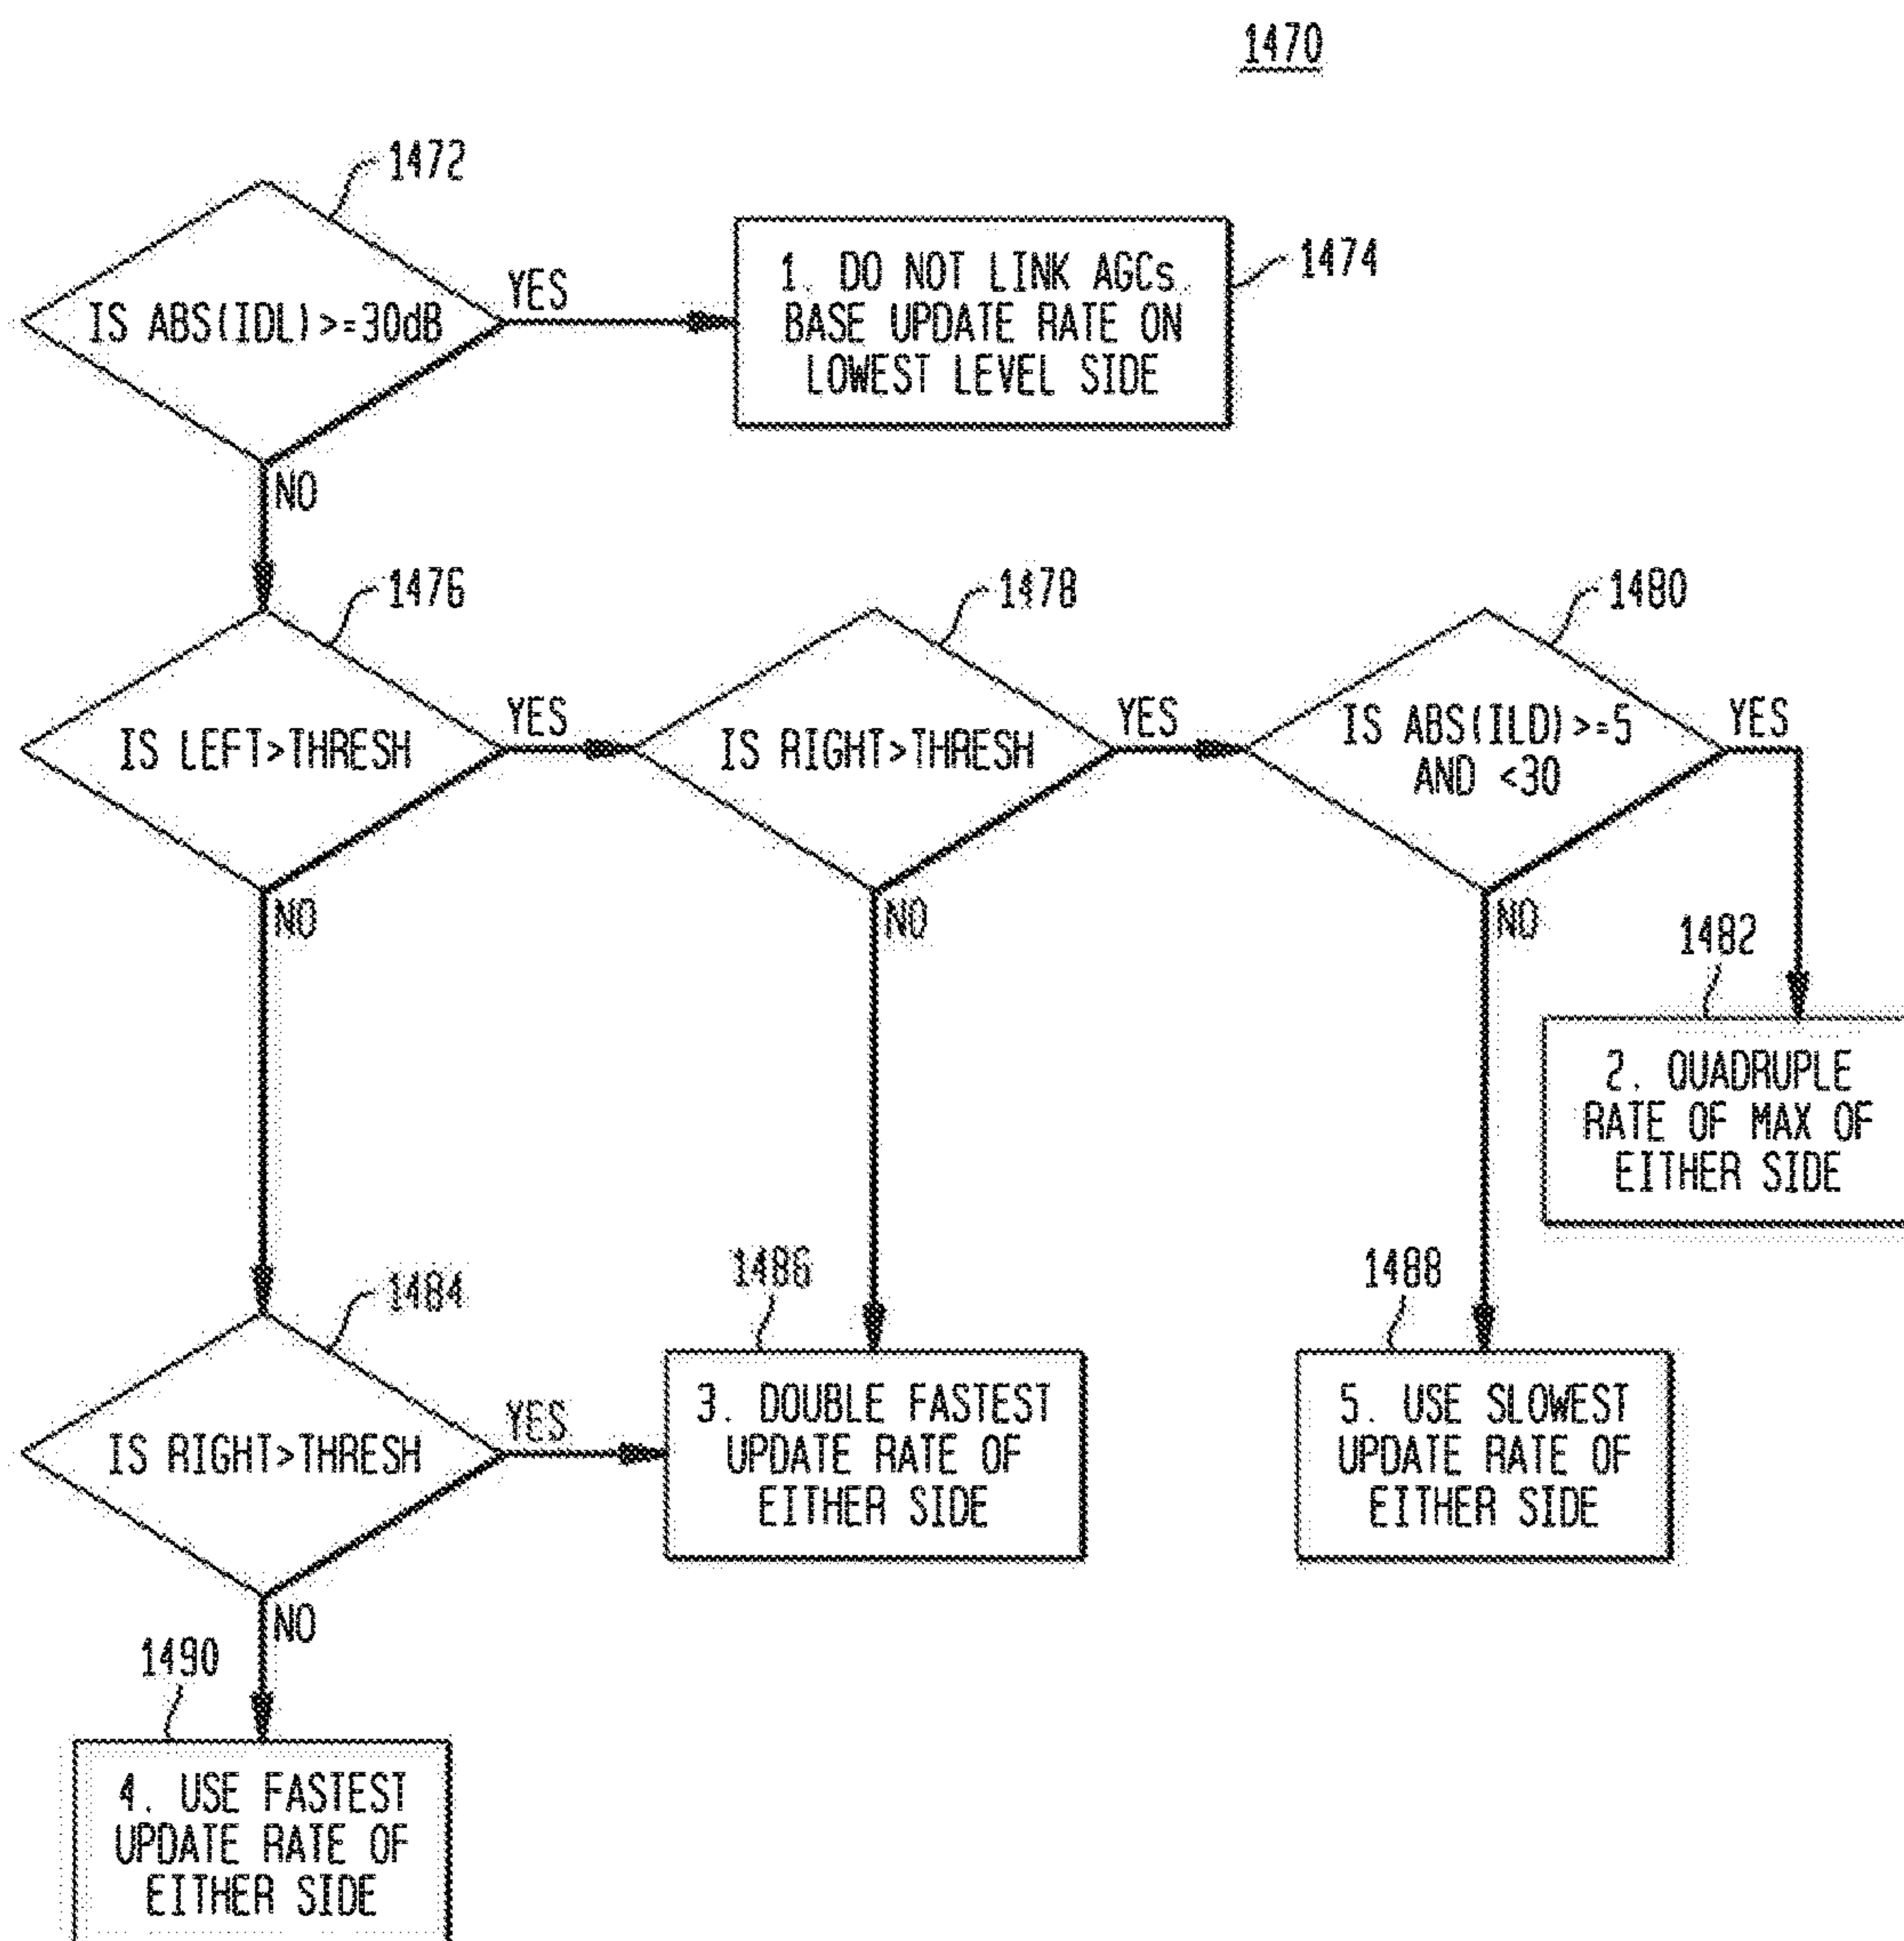 1470
1472
IS ABS(IDL)>=30dB
YES
1. DO NOT LINK AGCs
BASE UPDATE RATE ON
LOWEST LEVEL SIDE
1474
NO
1476
IS LEFT>THRESH
YES
1478
IS RIGHT>THRESH
YES
1480
IS ABS(ILD)>=5
AND <30
YES
NO
NO
NO
1482
2. QUADRUPLE
RATE OF MAX OF
EITHER SIDE
1484
IS RIGHT>THRESH
YES
1486
3. DOUBLE FASTEST
UPDATE RATE OF
EITHER SIDE
1488
5. USE SLOWEST
UPDATE RATE OF
EITHER SIDE
NO
1490
4. USE FASTEST
UPDATE RATE OF
EITHER SIDE